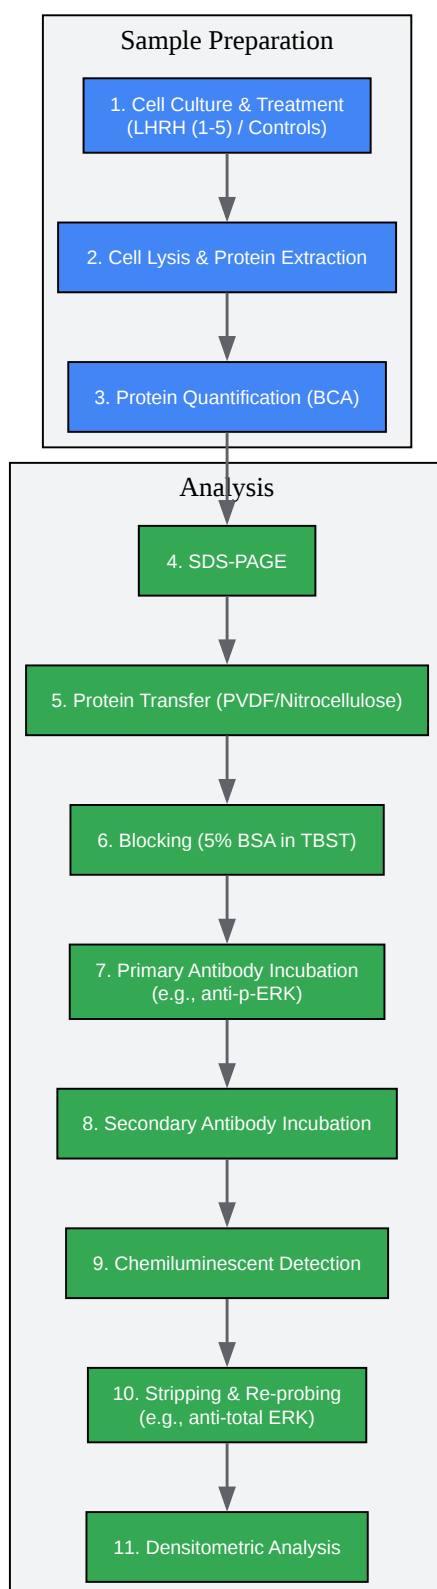 Sample Preparation
1. Cell Culture & Treatment
(LHRH (1-5) / Controls)
2. Cell Lysis & Protein Extraction
3. Protein Quantification (BCA)
Analysis
4. SDS-PAGE
5. Protein Transfer (PVDF/Nitrocellulose)
6. Blocking (5% BSA in TBST)
7. Primary Antibody Incubation
(e.g., anti-p-ERK)
8. Secondary Antibody Incubation
9. Chemiluminescent Detection
10. Stripping & Re-probing
(e.g., anti-total ERK)
11. Densitometric Analysis